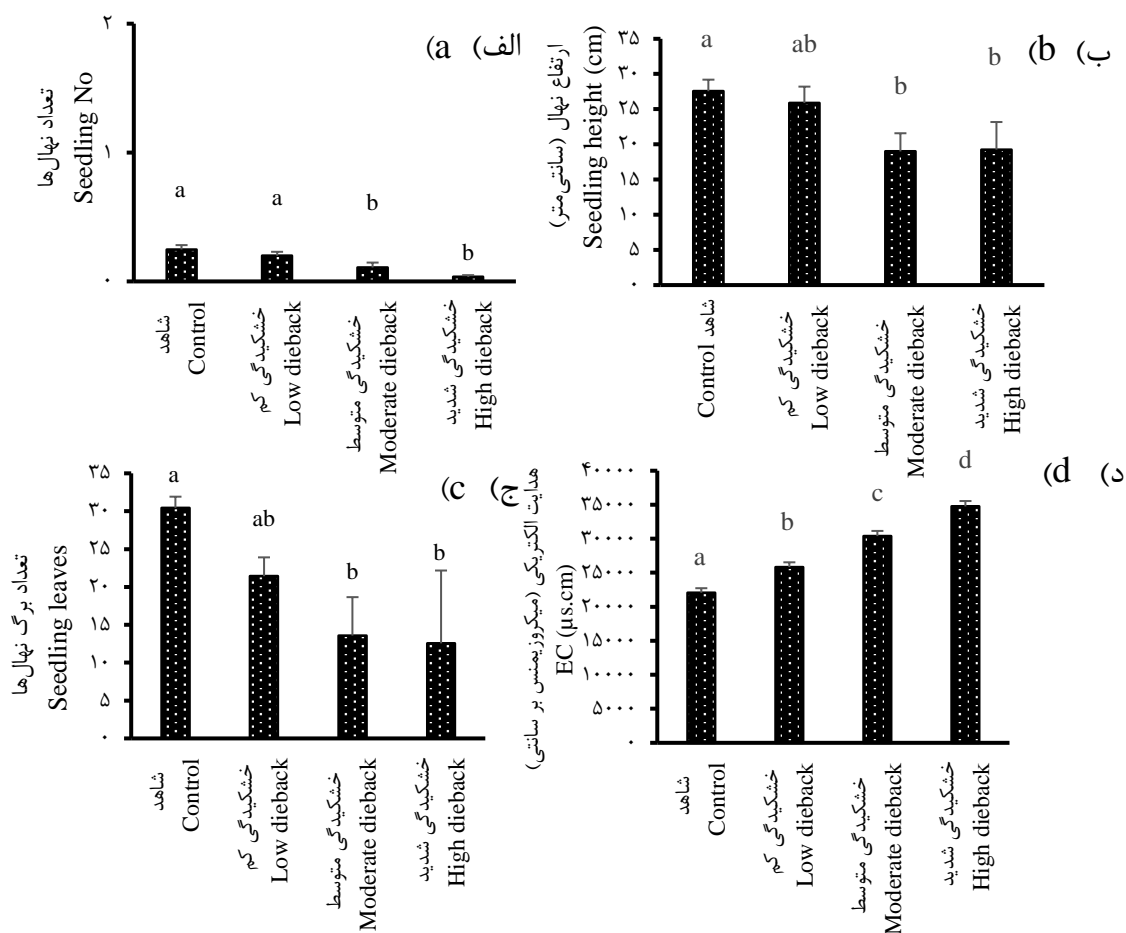 الف) a)
تعداد نهال‌ها
Seedling No
۲
۱
۰
a
a
b
b
شاهد
Control
خشکیدگی کم
Low dieback
خشکیدگی متوسط
Moderate dieback
خشکیدگی شدید
High dieback
ب) b)
ارتفاع نهال (سانتی‌متر)
Seedling height (cm)
۳۵
۳۰
۲۵
۲۰
۱۵
۱۰
۵
۰
a
ab
b
b
شاهد Control
خشکیدگی کم
Low dieback
خشکیدگی متوسط
Moderate dieback
خشکیدگی شدید
High dieback
ج) c)
تعداد برگ نهال‌ها
Seedling leaves
۳۵
۳۰
۲۵
۲۰
۱۵
۱۰
۵
۰
a
ab
b
b
شاهد
Control
خشکیدگی کم
Low dieback
خشکیدگی متوسط
Moderate dieback
خشکیدگی شدید
High dieback
د) d)
هدایت الکتریکی (میکروزیمنس بر سانتی)
EC (µs.cm)
۴۰۰۰۰
۳۵۰۰۰
۳۰۰۰۰
۲۵۰۰۰
۲۰۰۰۰
۱۵۰۰۰
۱۰۰۰۰
۵۰۰۰
۰
a
b
c
d
شاهد
Control
خشکیدگی کم
Low dieback
خشکیدگی متوسط
Moderate dieback
خشکیدگی شدید
High dieback